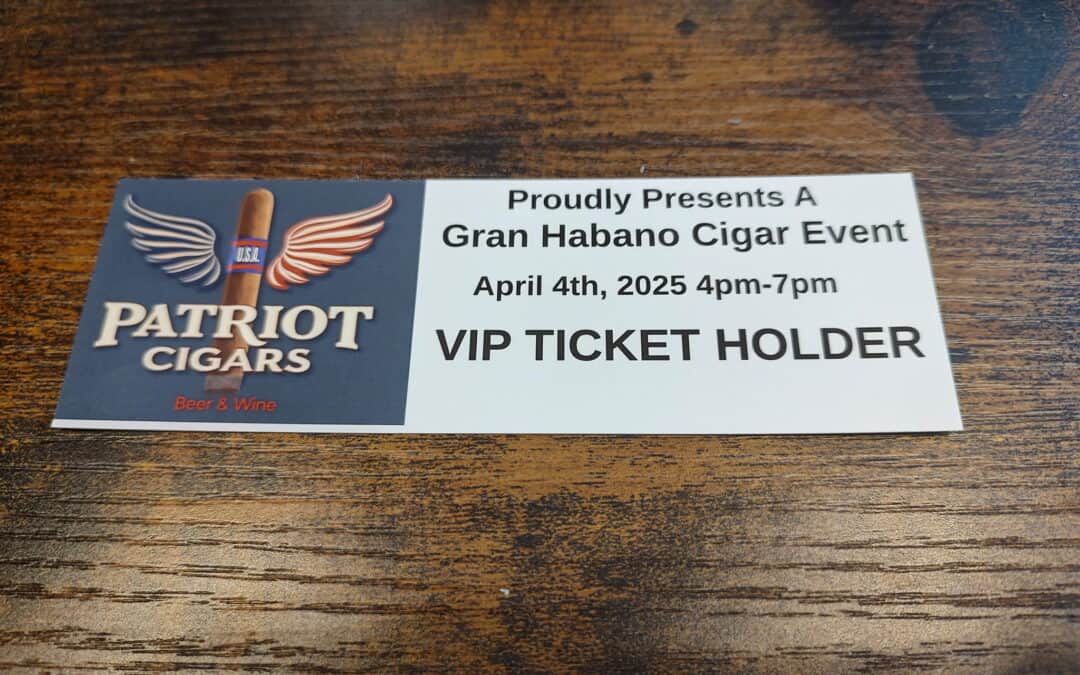 U.S.A.
PATRIOT
CIGARS
Beer & Wine
Proudly Presents A
Gran Habano Cigar Event
April 4th, 2025 4pm-7pm
VIP TICKET HOLDER